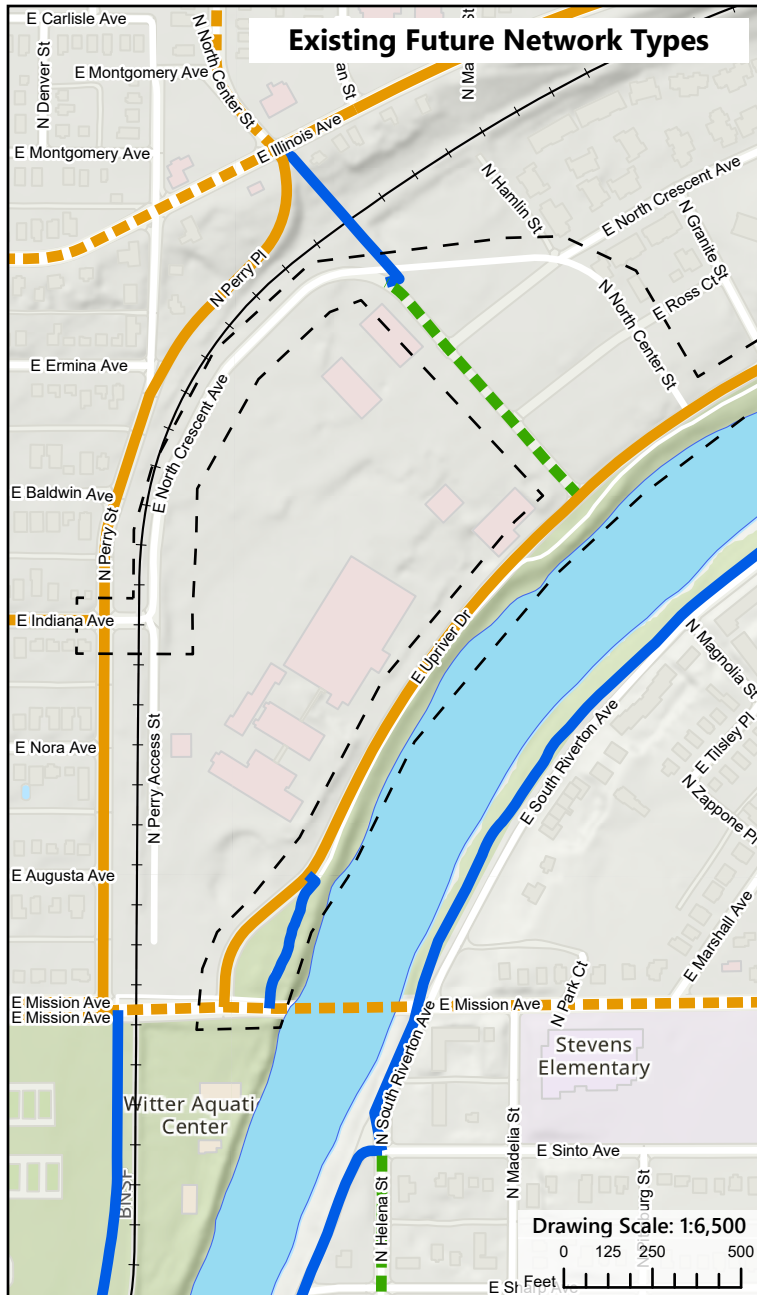 E Carlisle Ave
N Denver St
E Montgomery Ave
N North Center St
Existing Future Network Types
E Montgomery Ave
E Illinois Ave
N Hamlin St
E North Crescent Ave
N Granite St
N Perry Pl
E Ross Ct
N North Center St
E Ermina Ave
E North Crescent Ave
E Baldwin Ave
N Perry St
E Indiana Ave
E Upriver Dr
N Magnolia St
E Nora Ave
N Perry Access St
E South Riverton Ave
E Tilsley Pl
N Zappone Pl
E Augusta Ave
E Marshall Ave
N Park Ct
E Mission Ave
E Mission Ave
E Mission Ave
N South Riverton Ave
Stevens
Elementary
Witter Aquati
Center
N Madelia St
E Sinto Ave
BNSF
N Helena St
Drawing Scale: 1:6,500
0 125 250 500
Feet
E Sharp Ave